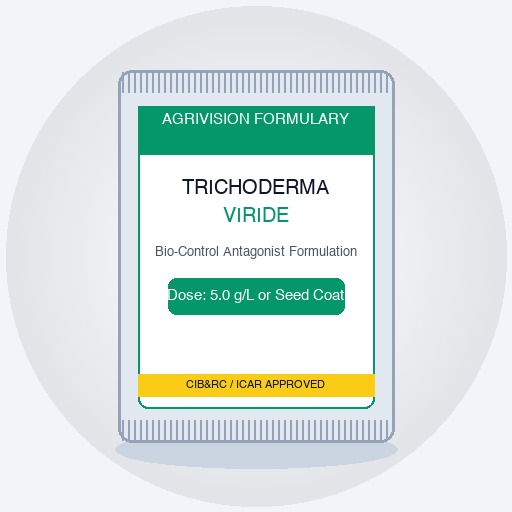 AGRIVISION FORMULARY
TRICHODERMA
VIRIDE
Bio-Control Antagonist Formulation
Dose: 5.0 g/L or Seed Coat
CIB&RC / ICAR APPROVED